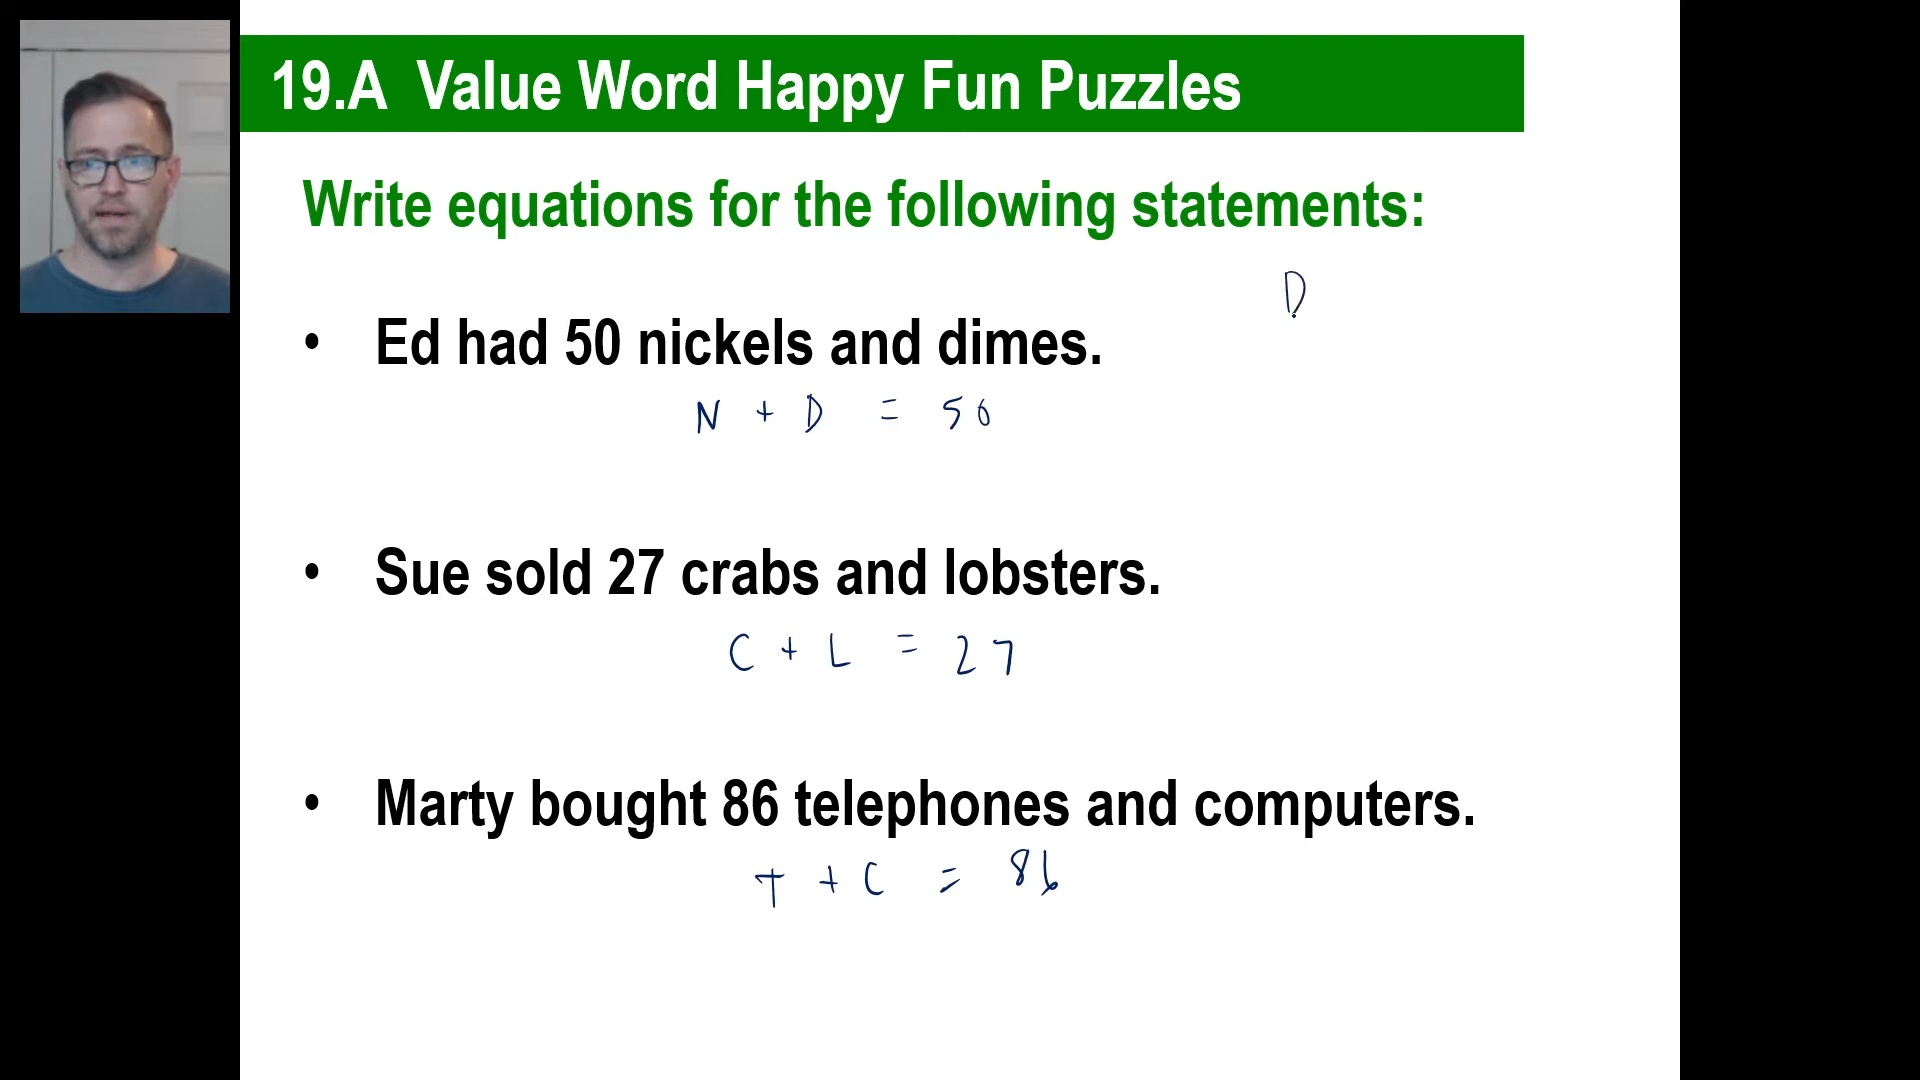 19.A Value Word Happy Fun Puzzles
Write equations for the following statements:
D
• Ed had 50 nickels and dimes.
N + D = 50
• Sue sold 27 crabs and lobsters.
C + L = 27
• Marty bought 86 telephones and computers.
T + C = 86